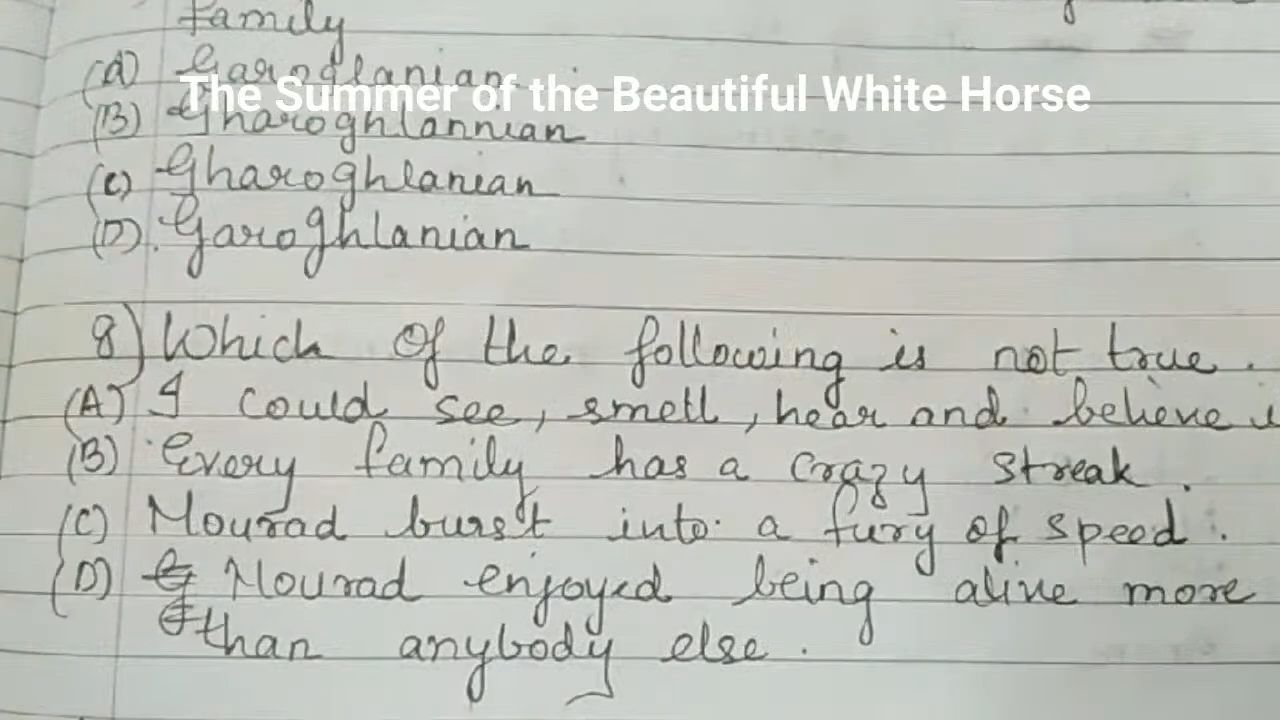 family
(A) Garoglanian
The Summer of the Beautiful White Horse
(B) Gharoghlannian
(C) Gharoghlanian
(D). Garoghlanian
8) Which of the following is not true.
(A) I could see, smell, hear and believe
(B) Every family has a crazy streak.
(C) Mourad burst into a fury of speed.
(D) Mourad enjoyed being alive more
than anybody else.